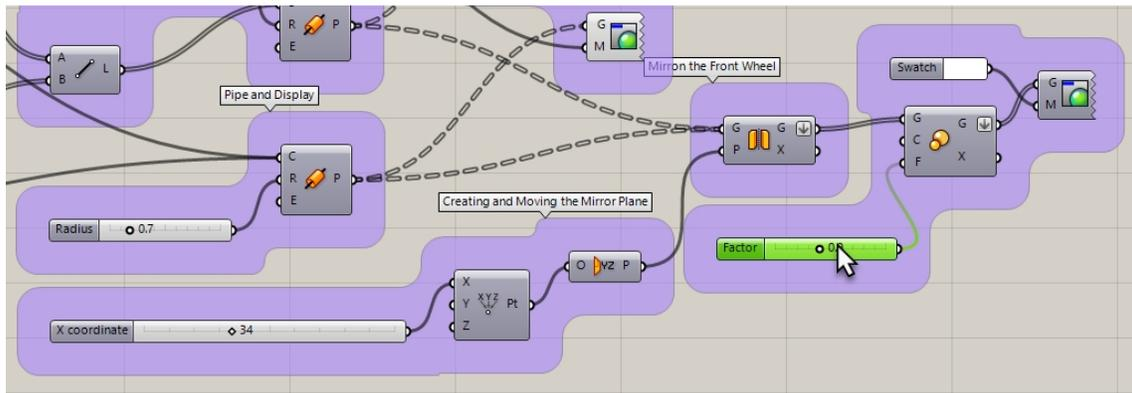 A
B
L
R
E
P
G
M
Mirron the Front Wheel
Swatch
G
M
Pipe and Display
G
P
G
X
G
C
F
G
X
C
R
E
P
Creating and Moving the Mirror Plane
Radius
0.7
Factor
O
YZ
P
X
Y
Z
XYZ
Pt
X coordinate
34